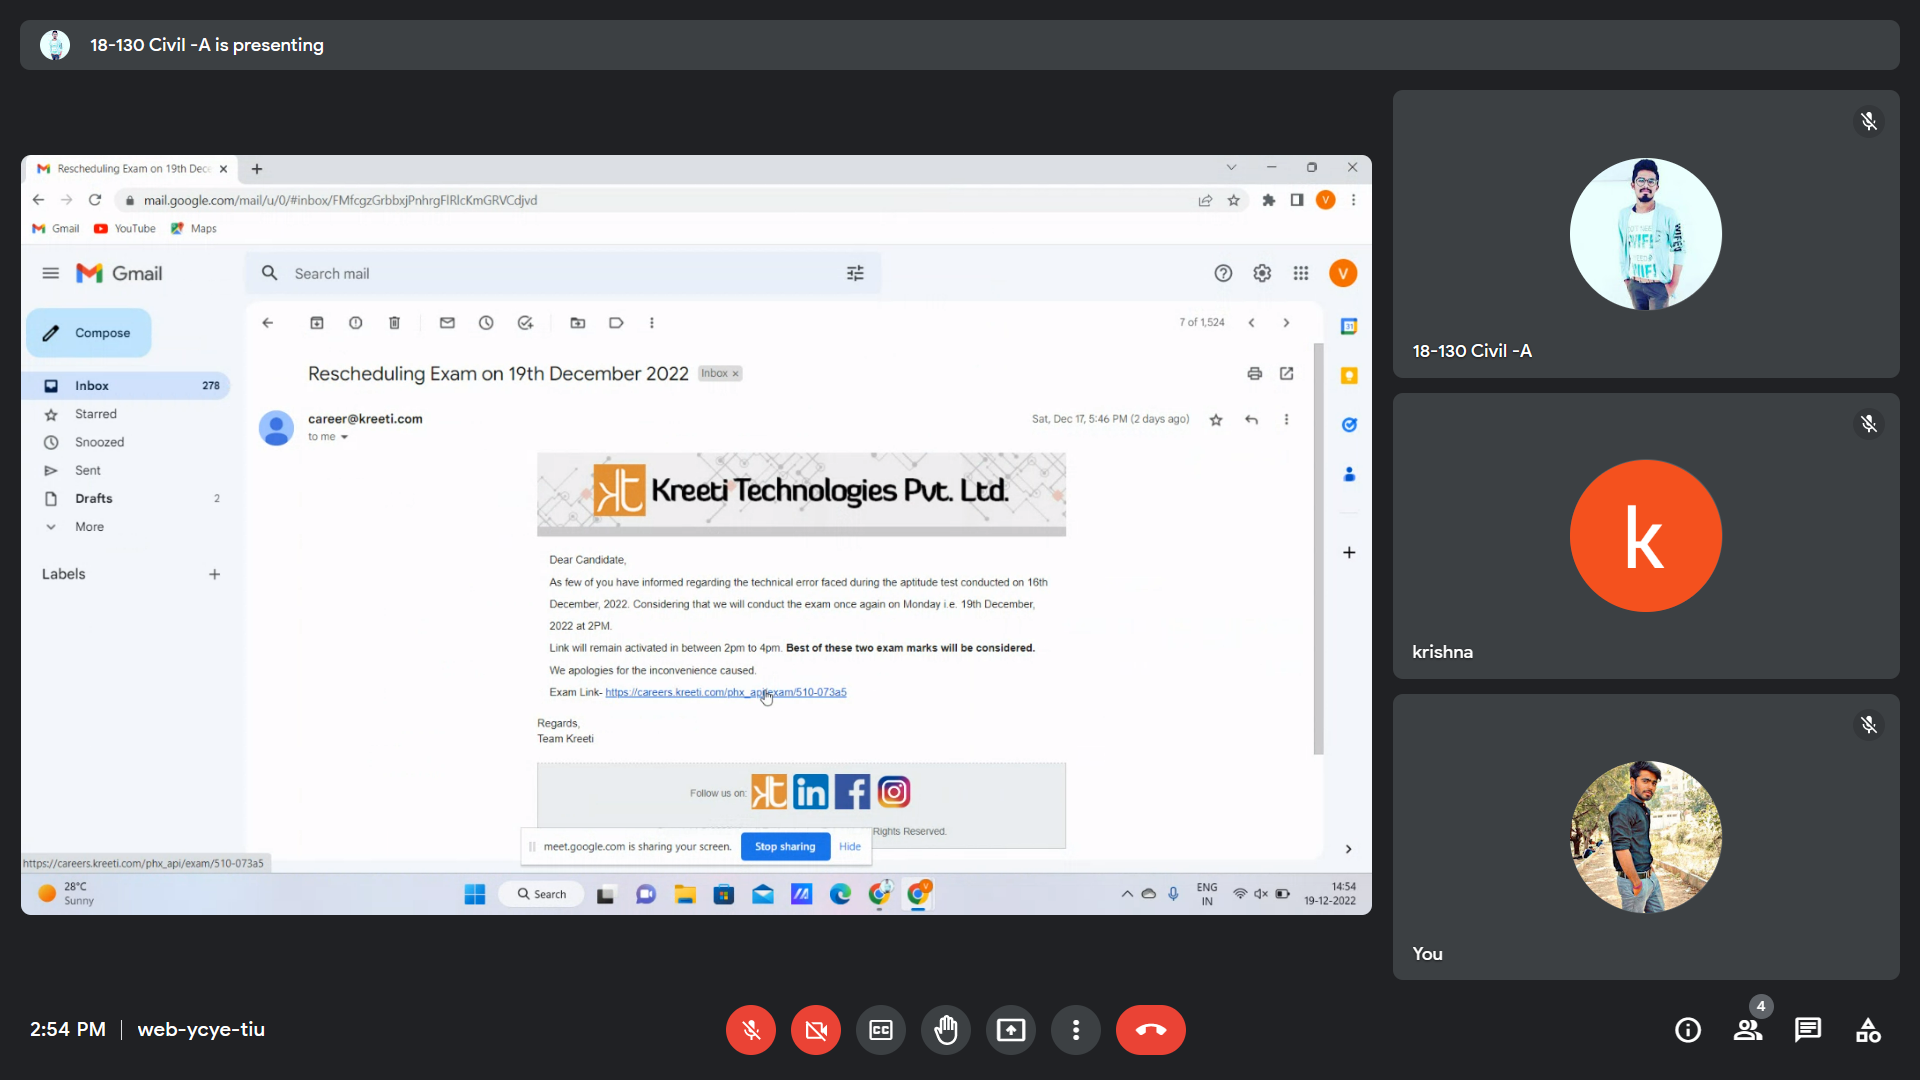 18-130 Civil -A is presenting
Rescheduling Exam on 19th Dec
mail.google.com/mail/u/0/#inbox/FMfcgzGrbbxjPnhrgFlRlcKmGRVCdjvd
V
Gmail
YouTube
Maps
Gmail
Search mail
V
Compose
7 of 1,524
31
Inbox 278
Starred
Snoozed
Sent
Drafts 2
More
Labels
Rescheduling Exam on 19th December 2022
Inbox ×
career@kreeti.com
to me
Sat, Dec 17, 5:46 PM (2 days ago)
kt Kreeti Technologies Pvt. Ltd.
Dear Candidate,
As few of you have informed regarding the technical error faced during the aptitude test conducted on 16th
December, 2022. Considering that we will conduct the exam once again on Monday i.e. 19th December,
2022 at 2PM.
Link will remain activated in between 2pm to 4pm. Best of these two exam marks will be considered.
We apologies for the inconvenience caused.
Exam Link- https://careers.kreeti.com/phx_api/exam/510-073a5
Regards,
Team Kreeti
Follow us on:
kt
in
f
Rights Reserved.
meet.google.com is sharing your screen.
Stop sharing
Hide
https://careers.kreeti.com/phx_api/exam/510-073a5
28°C
Sunny
Search
V
ENG
IN
14:54
19-12-2022
18-130 Civil -A
k
krishna
You
2:54 PM | web-ycye-tiu
CC
4